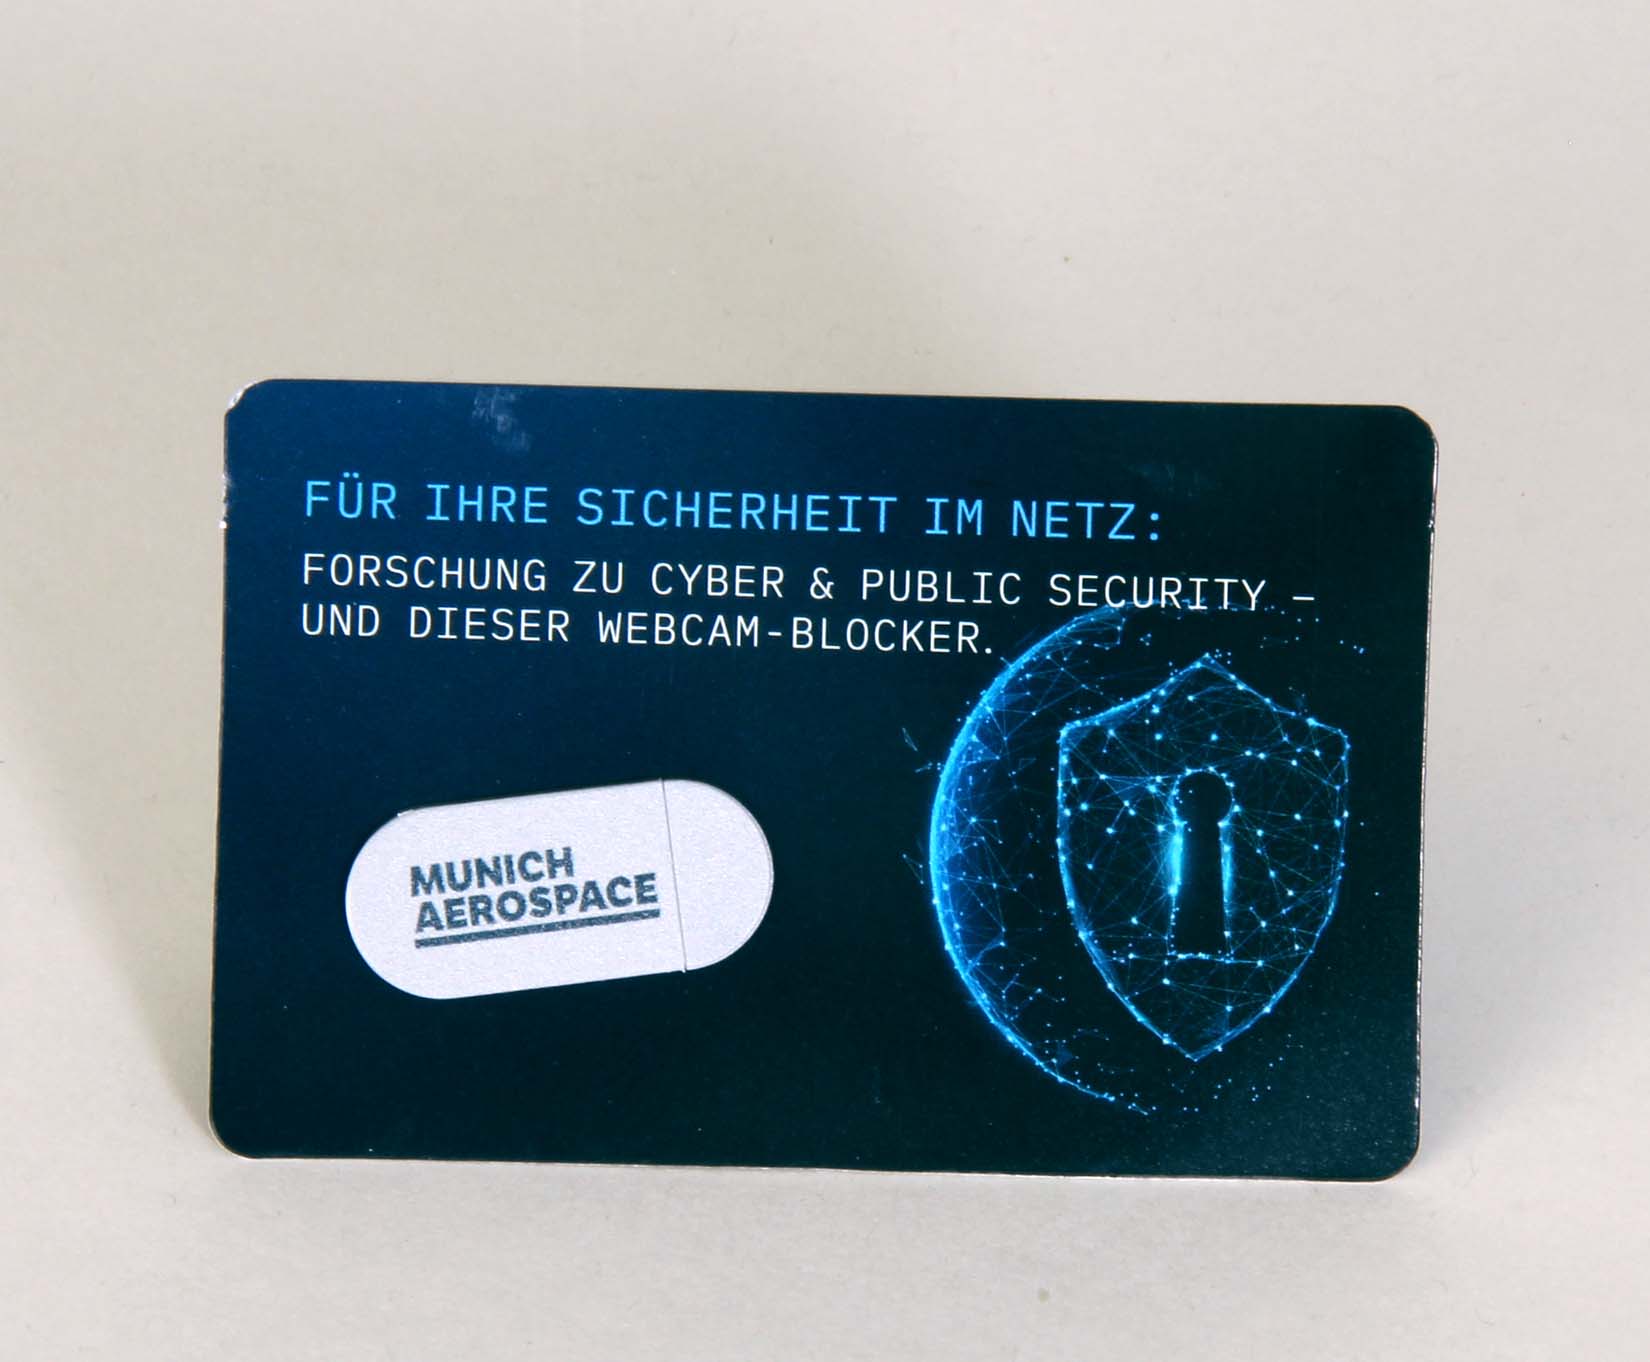 FÜR IHRE SICHERHEIT IM NETZ:
FORSCHUNG ZU CYBER & PUBLIC SECURITY –
UND DIESER WEBCAM-BLOCKER.
MUNICH
AEROSPACE